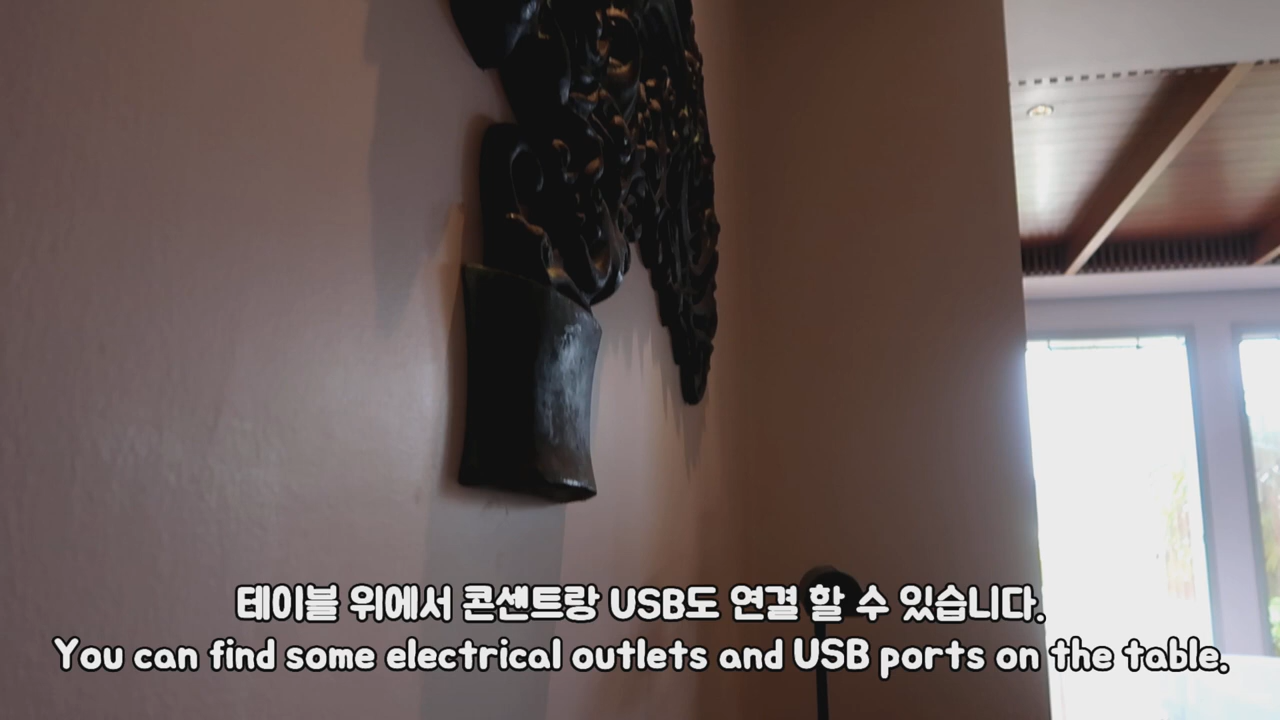 테이블 위에서 콘센트랑 USB도 연결 할 수 있습니다.
You can find some electrical outlets and USB ports on the table.